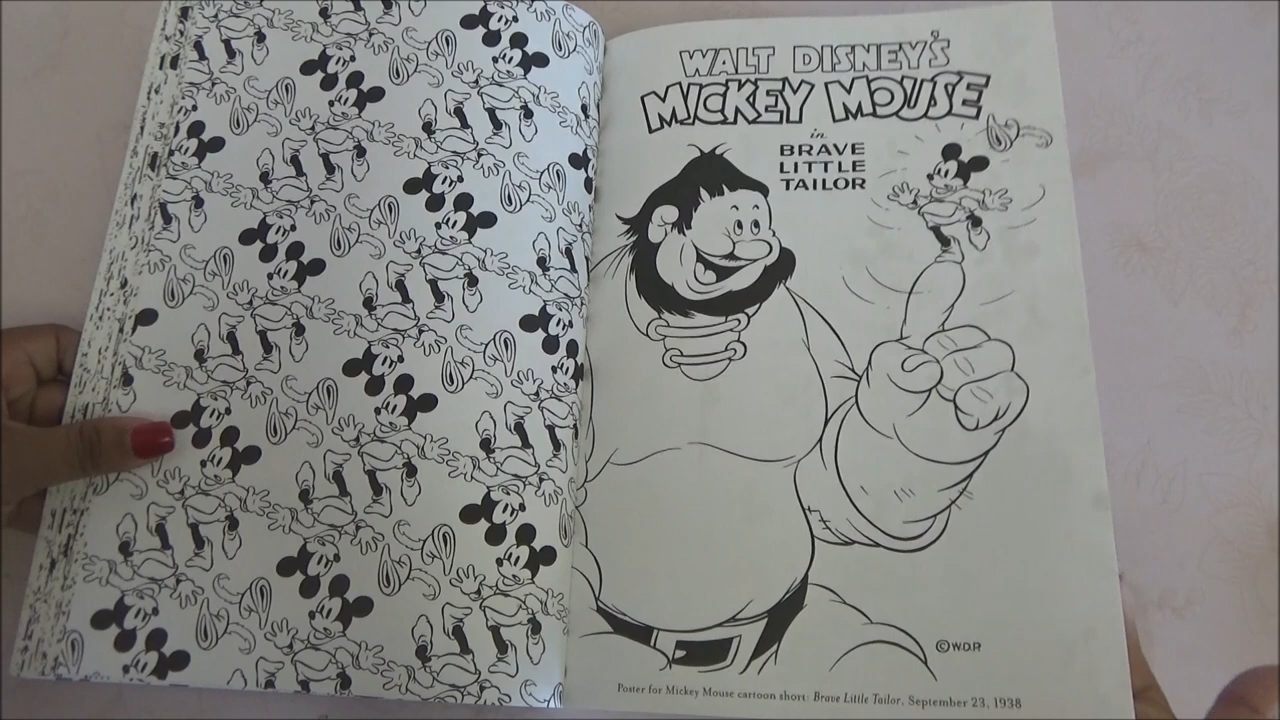 WALT DISNEY'S
MICKEY MOUSE
in
BRAVE
LITTLE
TAILOR
©W.D.P.
Poster for Mickey Mouse cartoon short: Brave Little Tailor, September 23, 1938